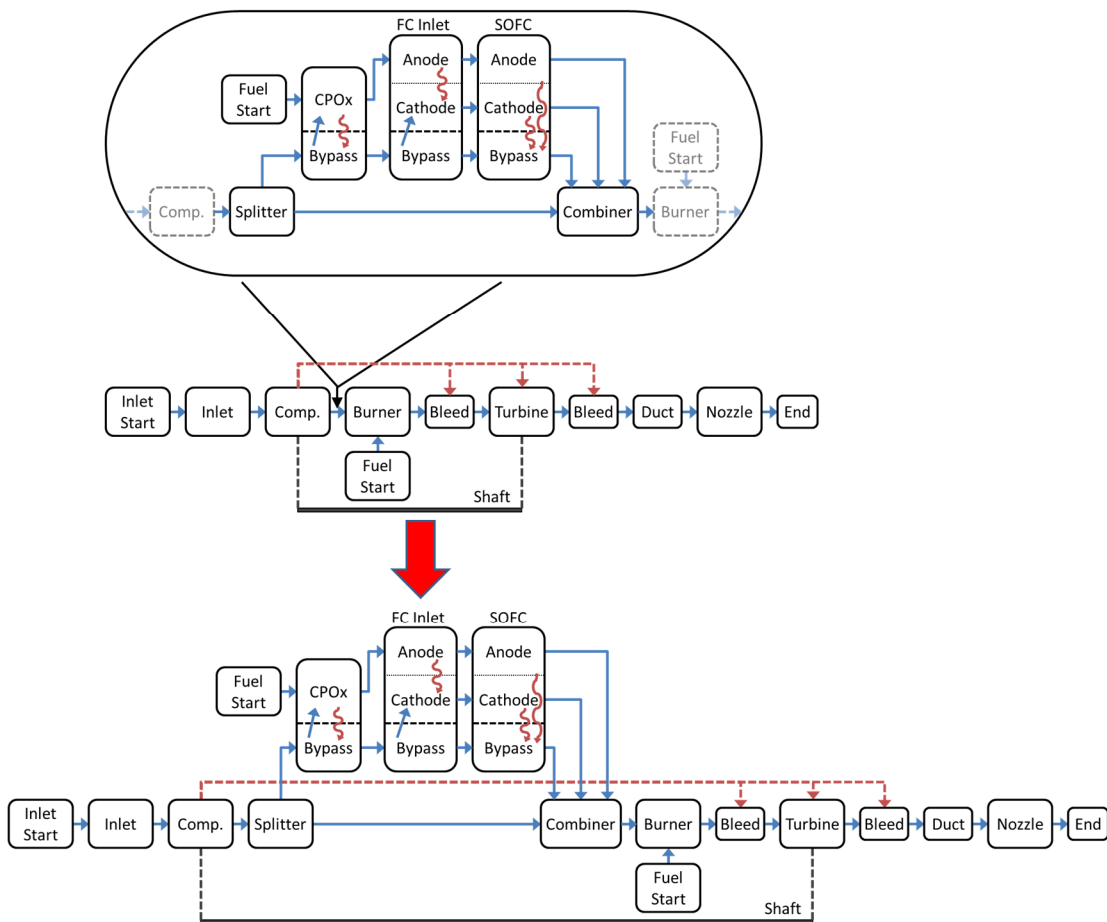 FC Inlet
SOFC
Anode
Anode
Fuel
Start
CPOx
Cathode
Cathode
Fuel
Start
Bypass
Bypass
Bypass
Comp.
Splitter
Combiner
Burner
Inlet
Start
Inlet
Comp.
Burner
Bleed
Turbine
Bleed
Duct
Nozzle
End
Fuel
Start
Shaft
FC Inlet
SOFC
Anode
Anode
Fuel
Start
CPOx
Cathode
Cathode
Bypass
Bypass
Bypass
Inlet
Start
Inlet
Comp.
Splitter
Combiner
Burner
Bleed
Turbine
Bleed
Duct
Nozzle
End
Fuel
Start
Shaft